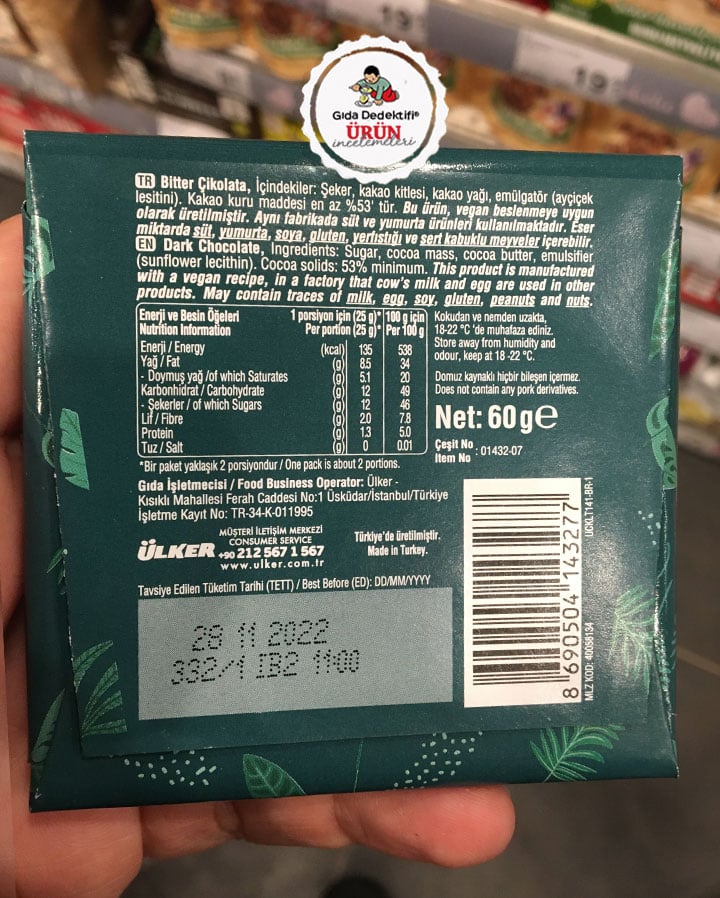 19
19
Gıda Dedektifi®
ÜRÜN
incelemeleri
TR Bitter Çikolata, İçindekiler: Şeker, kakao kitlesi, kakao yağı, emülgatör (ayçiçek
lesitini). Kakao kuru maddesi en az %53' tür. Bu ürün, vegan beslenmeye uygun
olarak üretilmiştir. Aynı fabrikada süt ve yumurta ürünleri kullanılmaktadır. Eser
miktarda süt, yumurta, soya, gluten, yerfıstığı ve sert kabuklu meyveler içerebilir.
EN Dark Chocolate, Ingredients: Sugar, cocoa mass, cocoa butter, emulsifier
(sunflower lecithin). Cocoa solids: 53% minimum. This product is manufactured
with a vegan recipe, in a factory that cow's milk and egg are used in other
products. May contain traces of milk, egg, soy, gluten, peanuts and nuts.
Enerji ve Besin Öğeleri 1 porsiyon için (25 g)* 100 g için
Nutrition Information Per portion (25 g)* Per 100 g
Enerji / Energy (kcal) 135 538
Yağ / Fat (g) 8.5 34
- Doymuş yağ /of which Saturates (g) 5.1 20
Karbonhidrat / Carbohydrate (g) 12 49
- Şekerler / of which Sugars (g) 12 46
Lif / Fibre (g) 2.0 7.8
Protein (g) 1.3 5.0
Tuz / Salt (g) 0 0.01
*Bir paket yaklaşık 2 porsiyondur / One pack is about 2 portions.
Kokudan ve nemden uzakta,
18-22 °C 'de muhafaza ediniz.
Store away from humidity and
odour, keep at 18 -22 °C.
Domuz kaynaklı hiçbir bileşen içermez.
Does not contain any pork derivatives.
Net: 60 g e
Çeşit No
Item No : 01432-07
Gıda İşletmecisi / Food Business Operator: Ülker -
Kısıklı Mahallesi Ferah Caddesi No:1 Üsküdar/İstanbul/Türkiye
İşletme Kayıt No: TR-34-K-011995
ÜLKER
MÜŞTERİ İLETİŞİM MERKEZİ
CONSUMER SERVICE
+90 212 567 1 567
www.ulker.com.tr
Türkiye'de üretilmiştir.
Made in Turkey.
Tavsiye Edilen Tüketim Tarihi (TETT) / Best Before (ED): DD/MM/YYYY
28 11 2022
332/1 IB2 11:00
8 690504 143277
UCKLT141-BR-1
MLZ KOD: 40058134